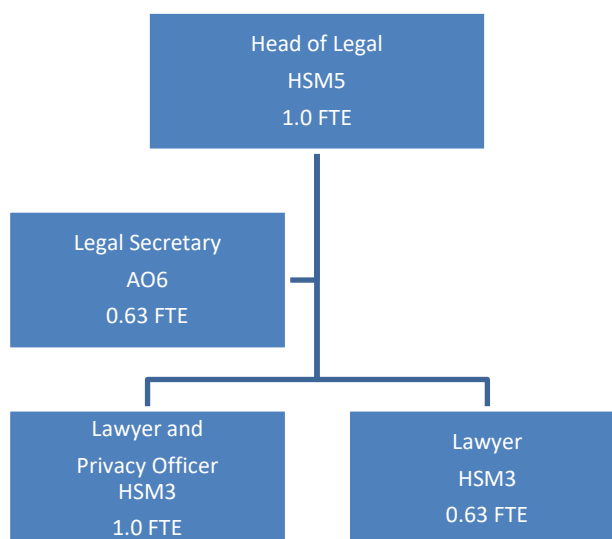 Head of Legal
HSM5
1.0 FTE
Legal Secretary
AO6
0.63 FTE
Lawyer and
Privacy Officer
HSM3
1.0 FTE
Lawyer
HSM3
0.63 FTE